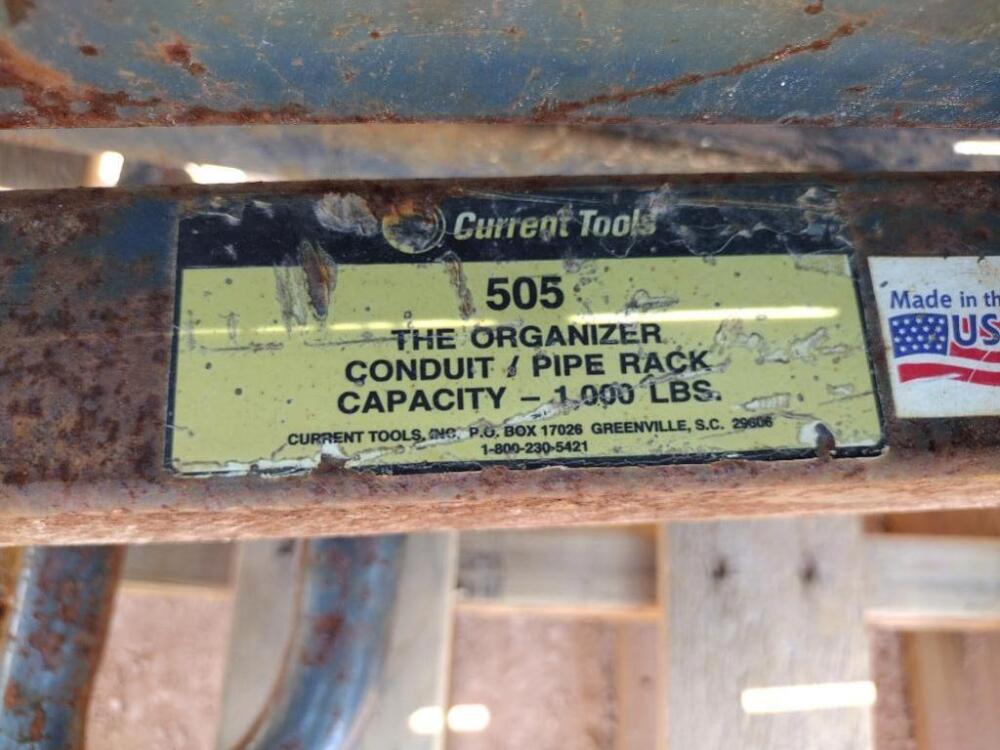 Current Tools
505
THE ORGANIZER
CONDUIT / PIPE RACK
CAPACITY – 1,000 LBS.
CURRENT TOOLS, INC. P.O. BOX 17026 GREENVILLE, S.C. 29606
1-800-230-5421
Made in th
US